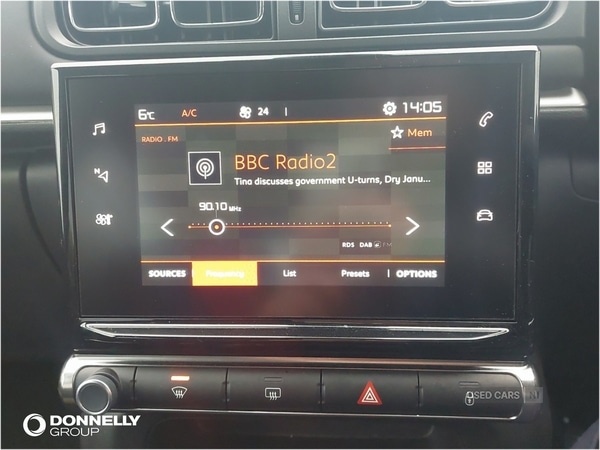 6°C A/C 24 14:05
RADIO . FM
Mem
BBC Radio2
Tina discusses government U-turns, Dry Janu...
N
90.10 MHz
RDS DAB FM
SOURCES Frequency List Presets OPTIONS
USED CARS NI
DONNELLY
GROUP